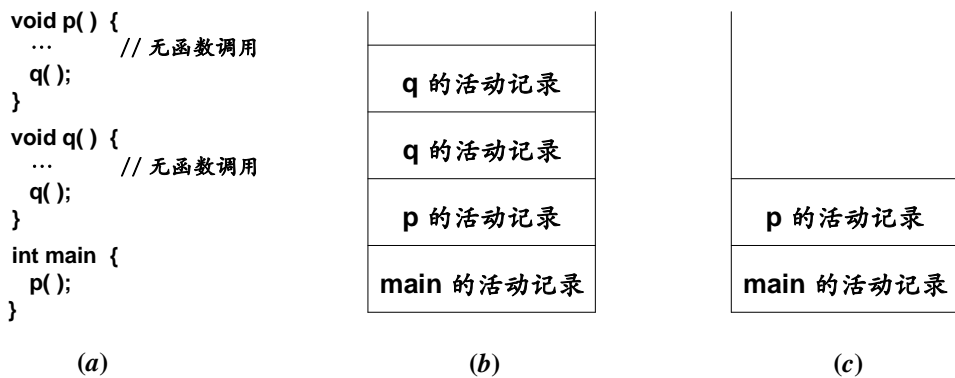 void p( ) {
… // 无函数调用
q( );
}
void q( ) {
… // 无函数调用
q( );
}
int main {
p( );
}
(a)
q 的活动记录
q 的活动记录
p 的活动记录
main 的活动记录
(b)
p 的活动记录
main 的活动记录
(c)